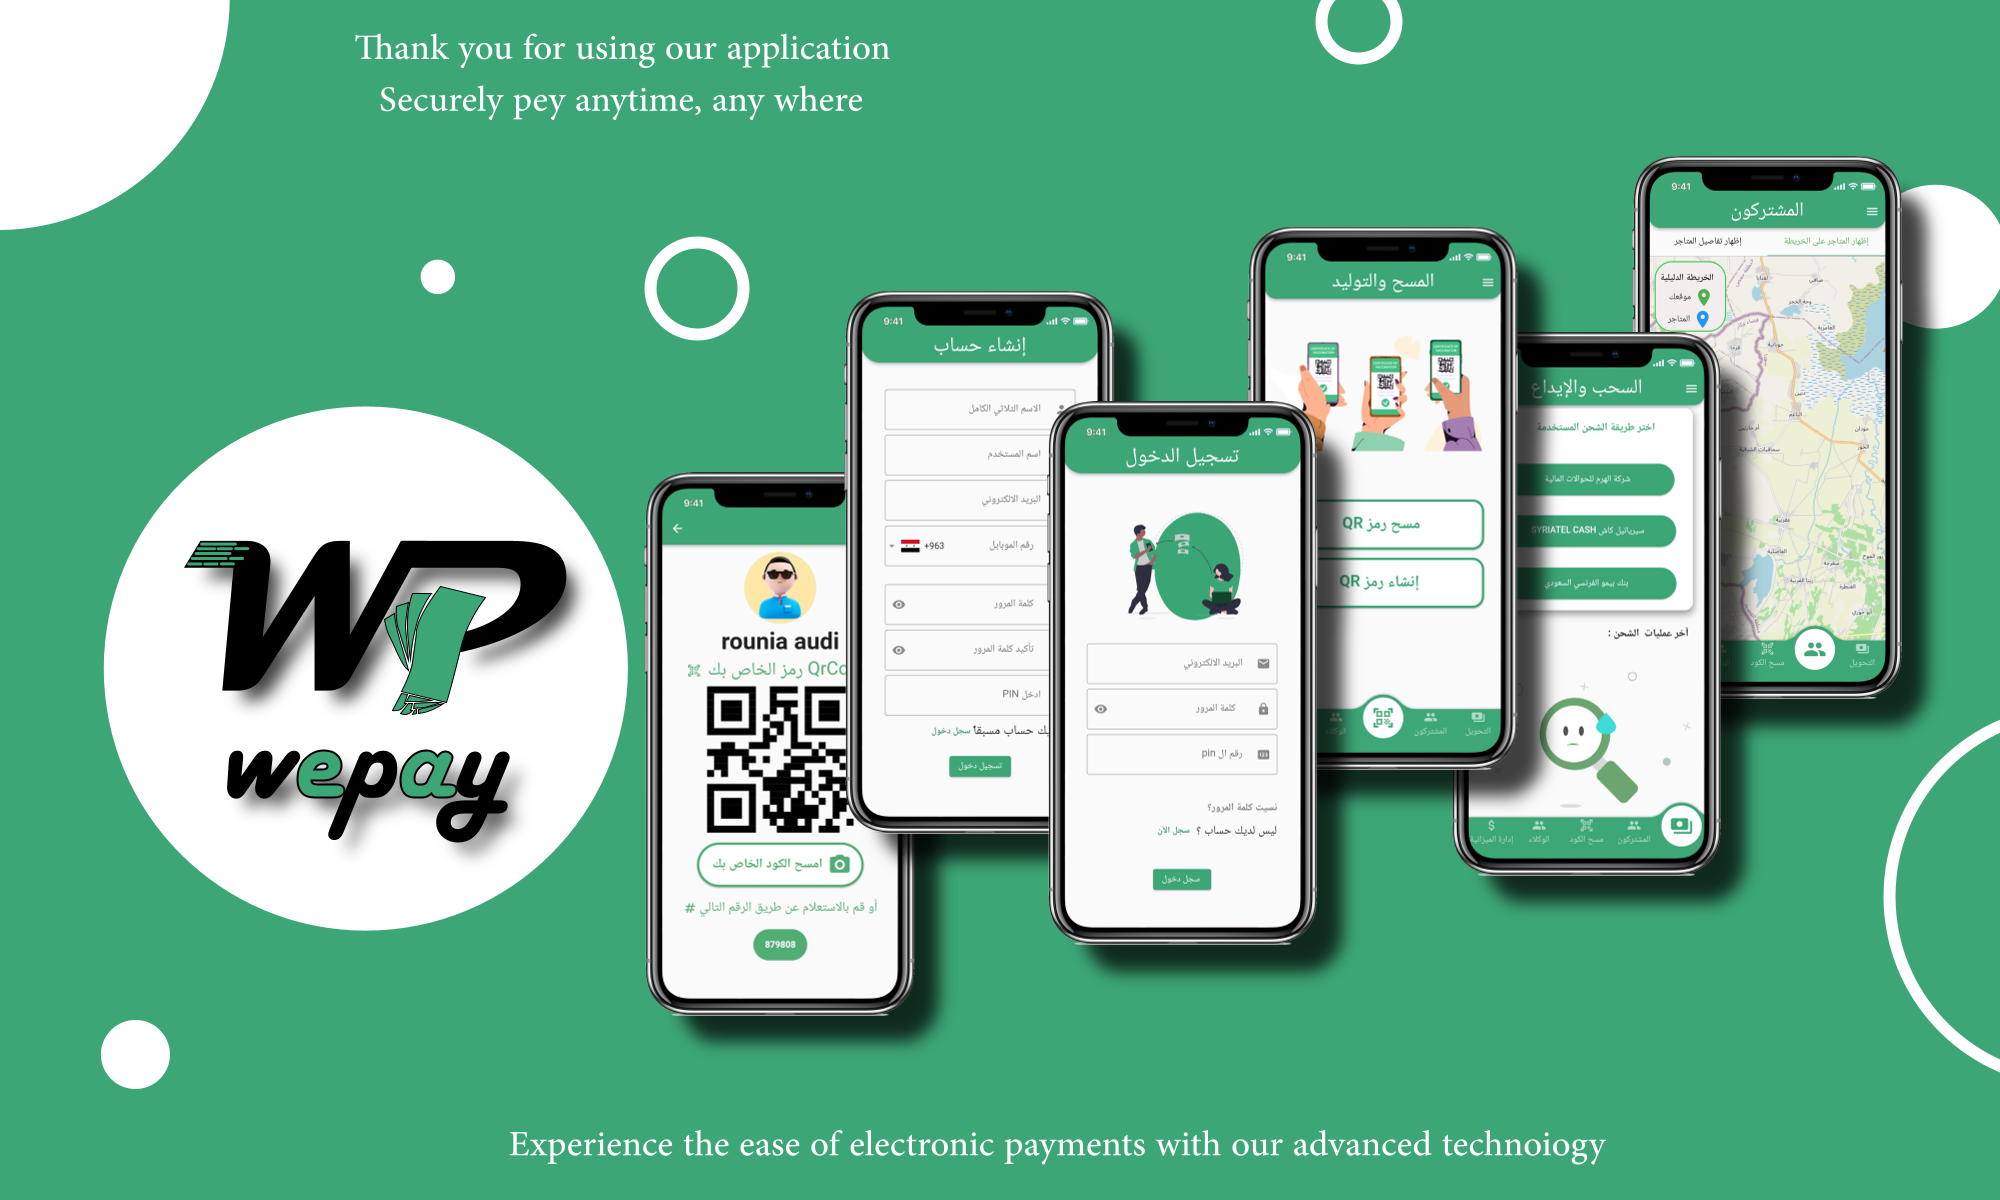 Thank you for using our application
Securely pey anytime, any where
WP
wepay
9:41
rounia audi
رمز الخاص بك QrCo
امسح الكود الخاص بك
أو قم بالاستعلام عن طريق الرقم التالي #
879808
9:41
إنشاء حساب
الاسم الثلاثي الكامل
اسم المستخدم
البريد الالكتروني
رقم الموبايل
+963
كلمة المرور
تأكيد كلمة المرور
ادخل PIN
يك حساب مسبقاً سجل دخول
تسجيل دخول
9:41
تسجيل الدخول
البريد الالكتروني
كلمة المرور
رقم ال pin
نسيت كلمة المرور؟
ليس لديك حساب ؟ سجل الان
سجل دخول
9:41
المسح والتوليد
مسح رمز QR
إنشاء رمز QR
التحويل
المشتركون
الوكلاء
السحب والإيداع
اختر طريقة الشحن المستخدمة
شركة الهرم للحوالات المالية
سيرياتيل كاش SYRIATEL CASH
بنك بيمو الفرنسي السعودي
أخر عمليات الشحن :
المشتركون
مسح الكود
الوكلاء
إدارة الميزانية
9:41
المشتركون
إظهار المتاجر على الخريطة
إظهار تفاصيل المتاجر
الخريطة الدليلية
موقعك
المتاجر
التحويل
مسح الكود
Experience the ease of electronic payments with our advanced technoiogy